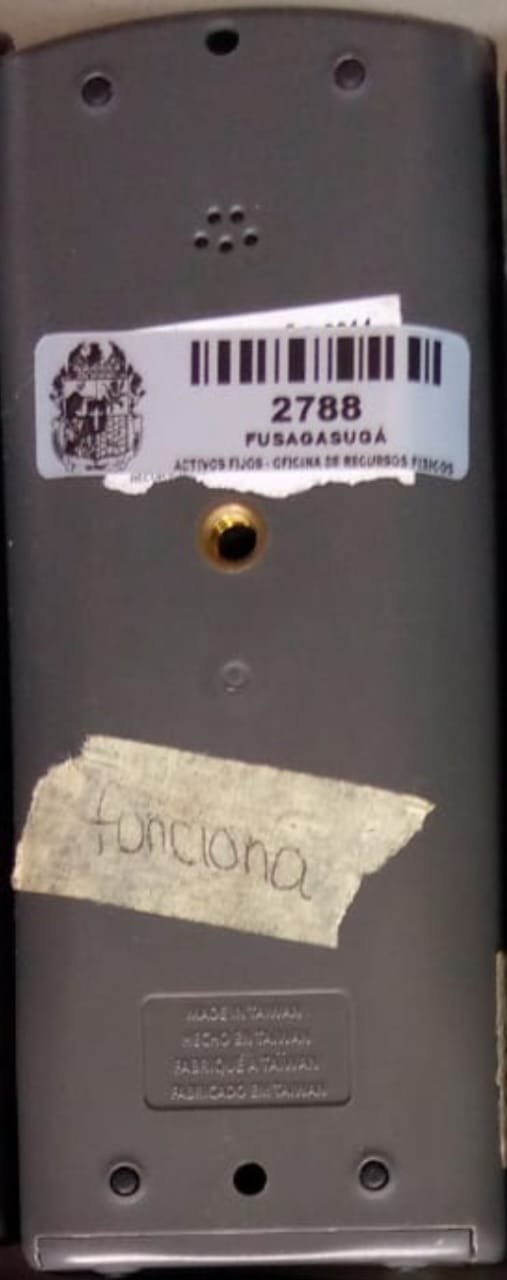 2788
FUSAGASUGÁ
ACTIVOS FIJOS - OFICINA DE RECURSOS FISICOS
funciona
MADE IN TAIWAN
HECHO EN TAIWAN
FABRIQUÉ A TAIWAN
FABRICADO EM TAIWAN